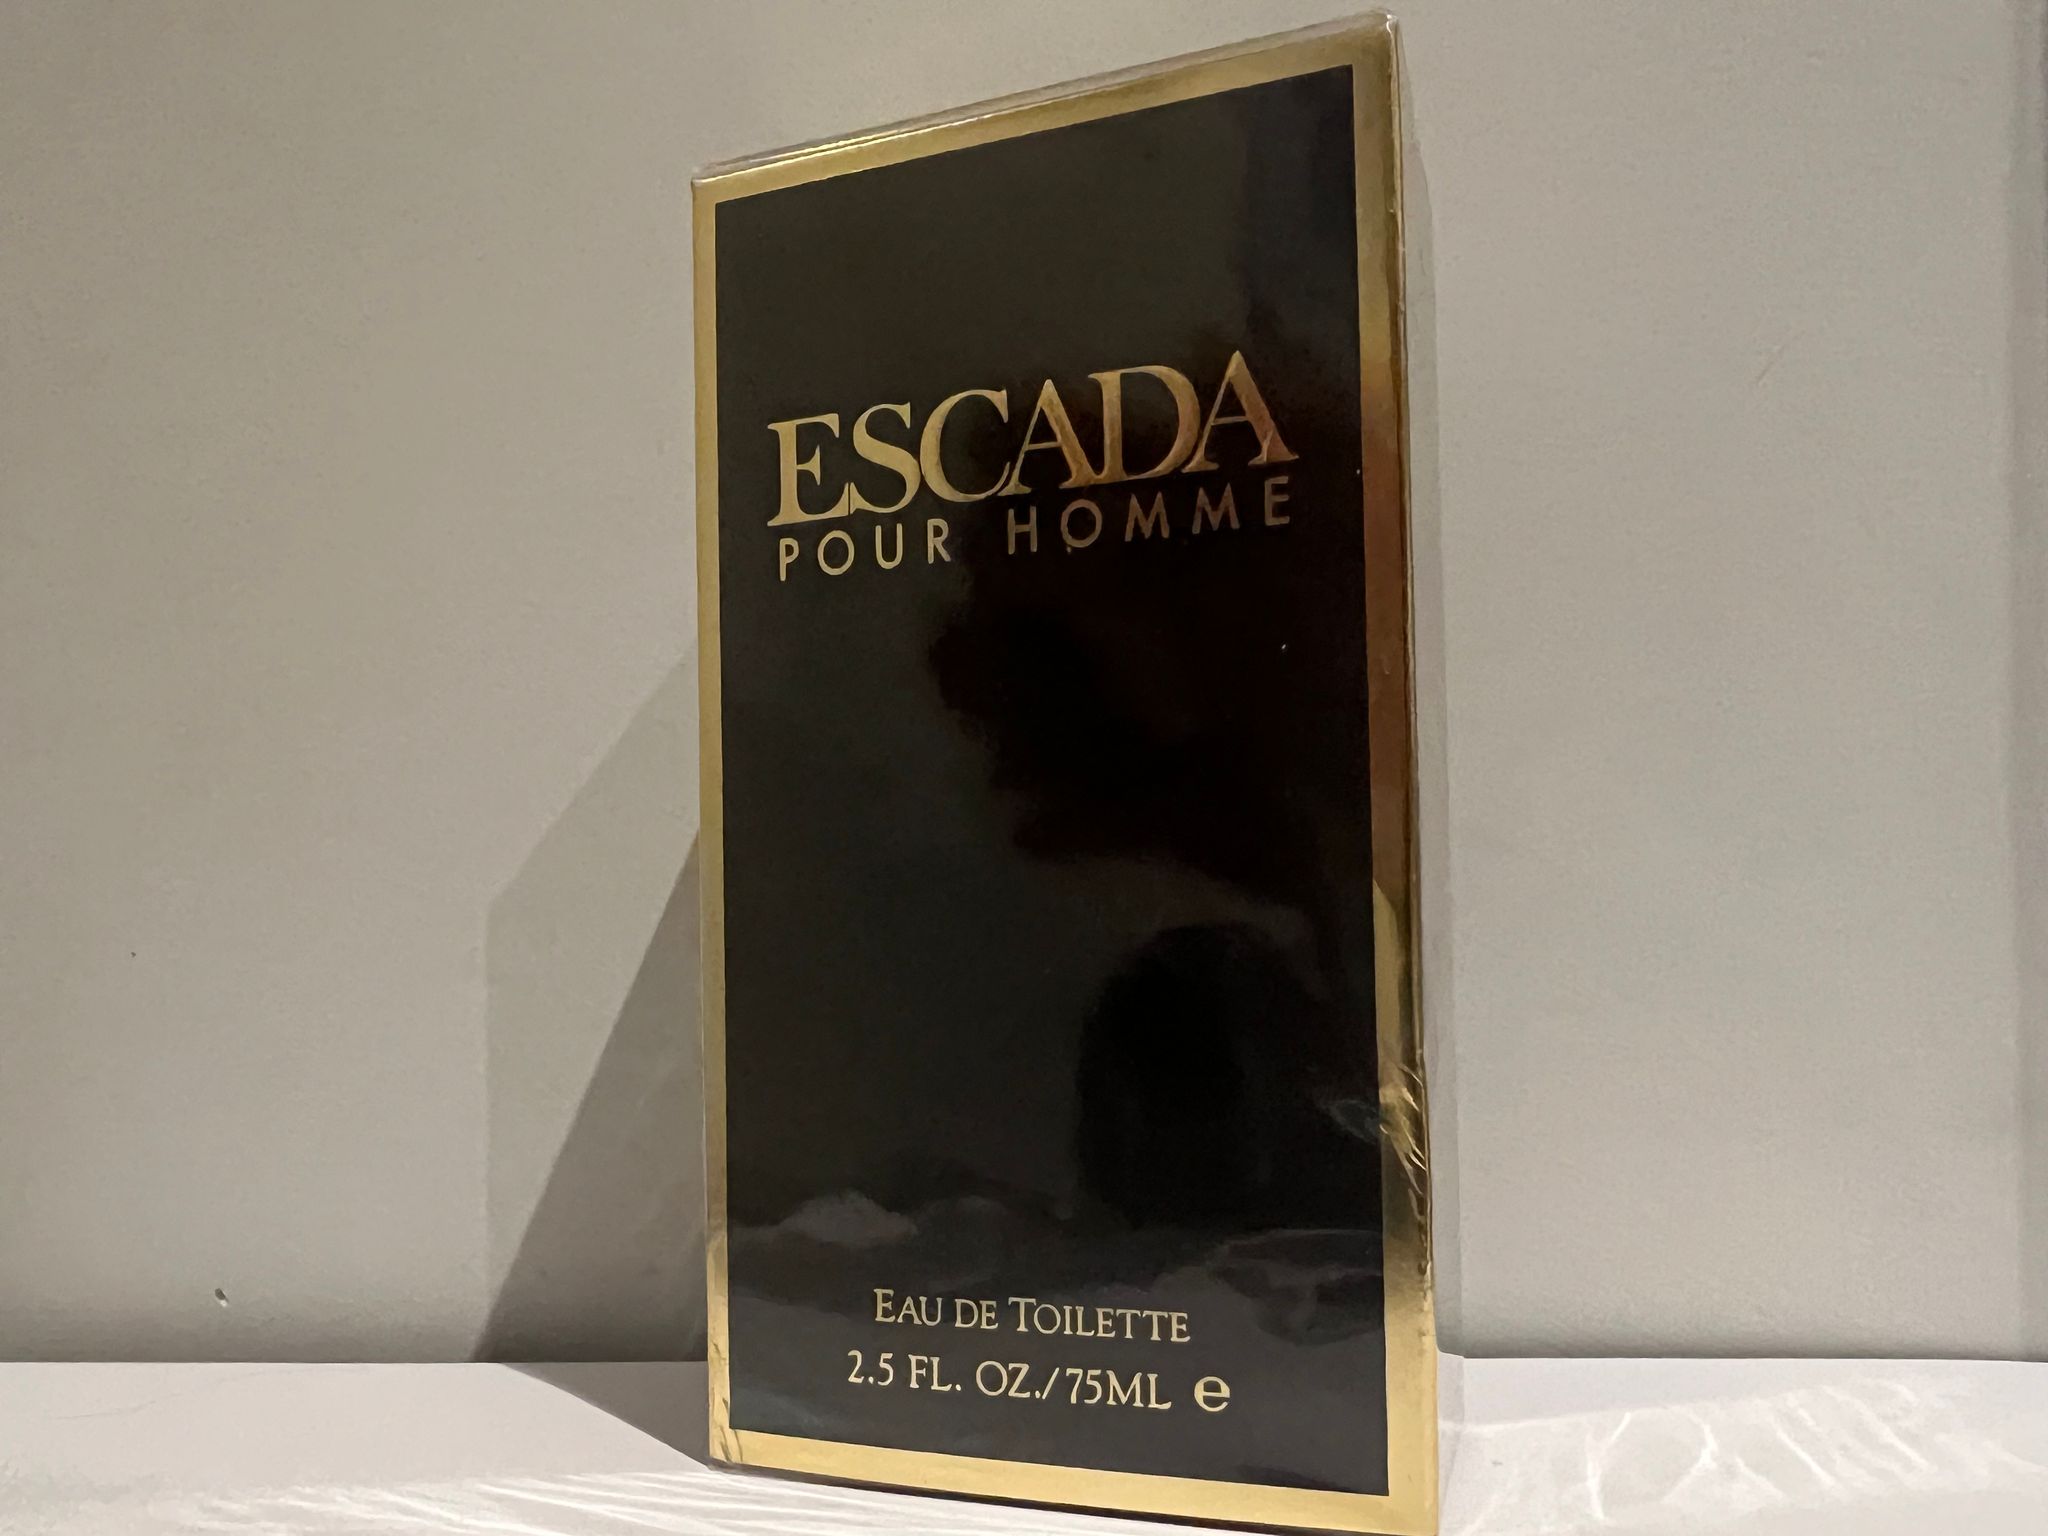 ESCADA
POUR HOMME
EAU DE TOILETTE
2.5 FL. OZ./75ML ℮